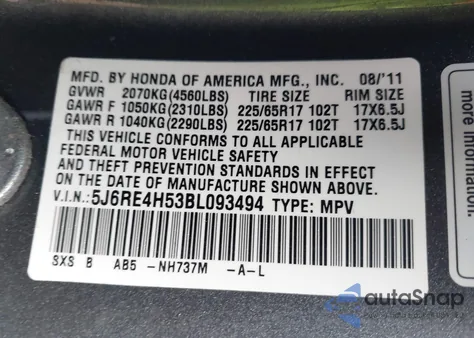 MFD. BY HONDA OF AMERICA MFG., INC. 08/'11
GVWR 2070KG(4560LBS) TIRE SIZE RIM SIZE
GAWR F 1050KG(2310LBS) 225/65R17 102T 17X6.5J
GAWR R 1040KG(2290LBS) 225/65R17 102T 17X6.5J
THIS VEHICLE CONFORMS TO ALL APPLICABLE
FEDERAL MOTOR VEHICLE SAFETY
AND THEFT PREVENTION STANDARDS IN EFFECT
ON THE DATE OF MANUFACTURE SHOWN ABOVE.
V.I.N.: 5J6RE4H53BL093494 TYPE: MPV
SXS B AB5 -NH737M -A-L
autoSnap